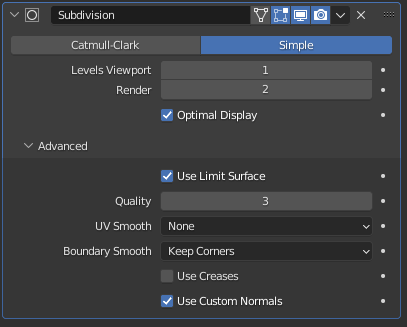 Subdivision
Catmull-Clark Simple
Levels Viewport 1
Render 2
Optimal Display
Advanced
Use Limit Surface
Quality 3
UV Smooth None
Boundary Smooth Keep Corners
Use Creases
Use Custom Normals